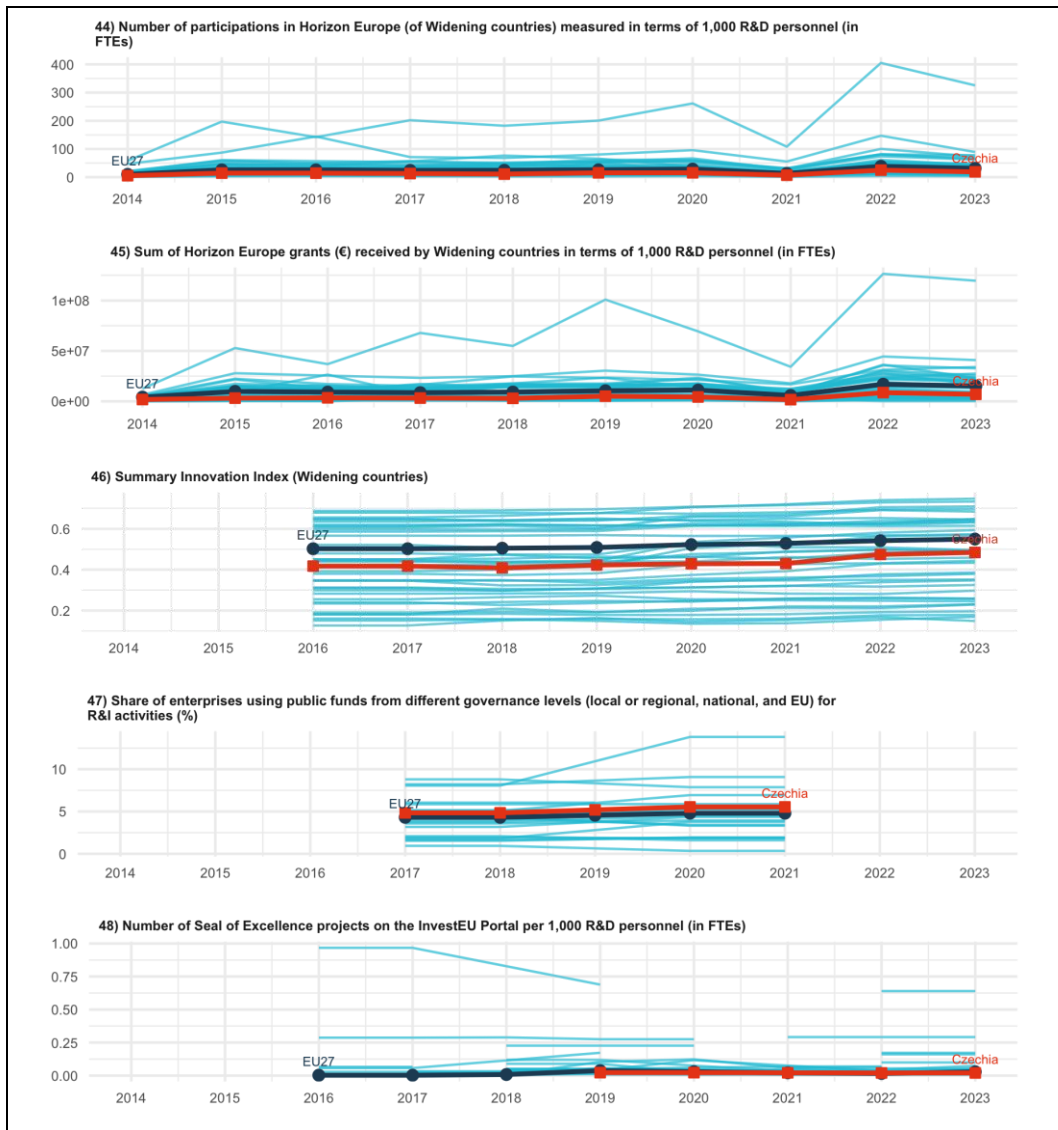 44) Number of participations in Horizon Europe (of Widening countries) measured in terms of 1,000 R&D personnel (in
FTEs)
400
300
200
100
0
EU27
Czechia
2014 2015 2016 2017 2018 2019 2020 2021 2022 2023
45) Sum of Horizon Europe grants (€) received by Widening countries in terms of 1,000 R&D personnel (in FTEs)
1e+08
5e+07
0e+00
EU27
Czechia
2014 2015 2016 2017 2018 2019 2020 2021 2022 2023
46) Summary Innovation Index (Widening countries)
0.6
0.4
0.2
EU27
Czechia
2014 2015 2016 2017 2018 2019 2020 2021 2022 2023
47) Share of enterprises using public funds from different governance levels (local or regional, national, and EU) for
R&I activities (%)
10
5
0
EU27
Czechia
2014 2015 2016 2017 2018 2019 2020 2021 2022 2023
48) Number of Seal of Excellence projects on the InvestEU Portal per 1,000 R&D personnel (in FTEs)
1.00
0.75
0.50
0.25
0.00
EU27
Czechia
2014 2015 2016 2017 2018 2019 2020 2021 2022 2023